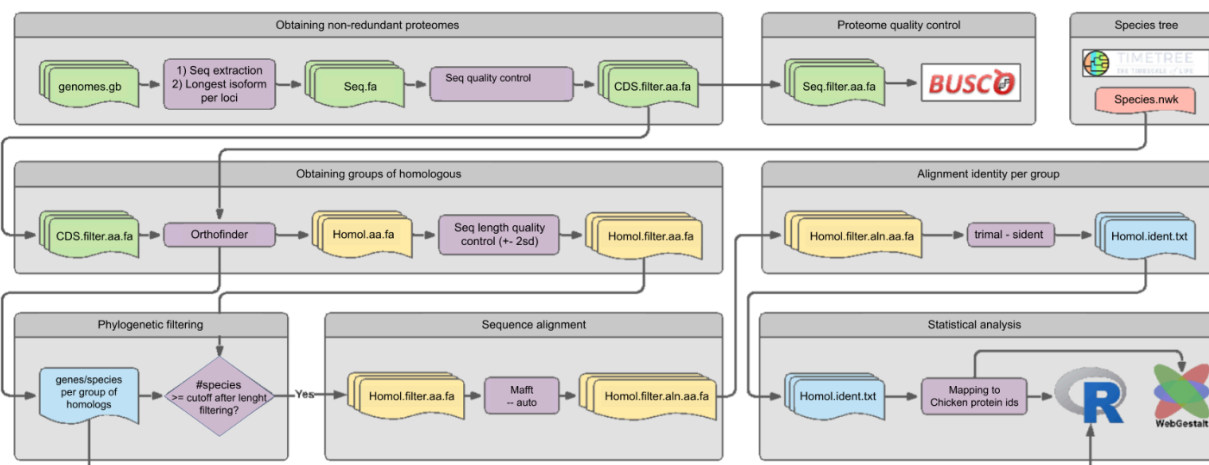 Obtaining non-redundant proteomes
genomes.gb
1) Seq extraction
2) Longest isoform
per loci
Seq.fa
Seq quality control
CDS.filter.aa.fa
Proteome quality control
Seq.filter.aa.fa
BUSCO
Species tree
TIMETREE
THE TIMESCALE OF LIFE
Species.nwk
Obtaining groups of homologous
CDS.filter.aa.fa
Orthofinder
Homol.aa.fa
Seq length quality
control (+- 2sd)
Homol.filter.aa.fa
Alignment identity per group
Homol.filter.aln.aa.fa
trimal - sident
Homol.ident.txt
Phylogenetic filtering
genes/species
per group of
homologs
#species
>= cutoff after lenght
filtering?
Yes
Sequence alignment
Homol.filter.aa.fa
Mafft
-- auto
Homol.filter.aln.aa.fa
Statistical analysis
Homol.ident.txt
Mapping to
Chicken protein ids
R
WebGestalt